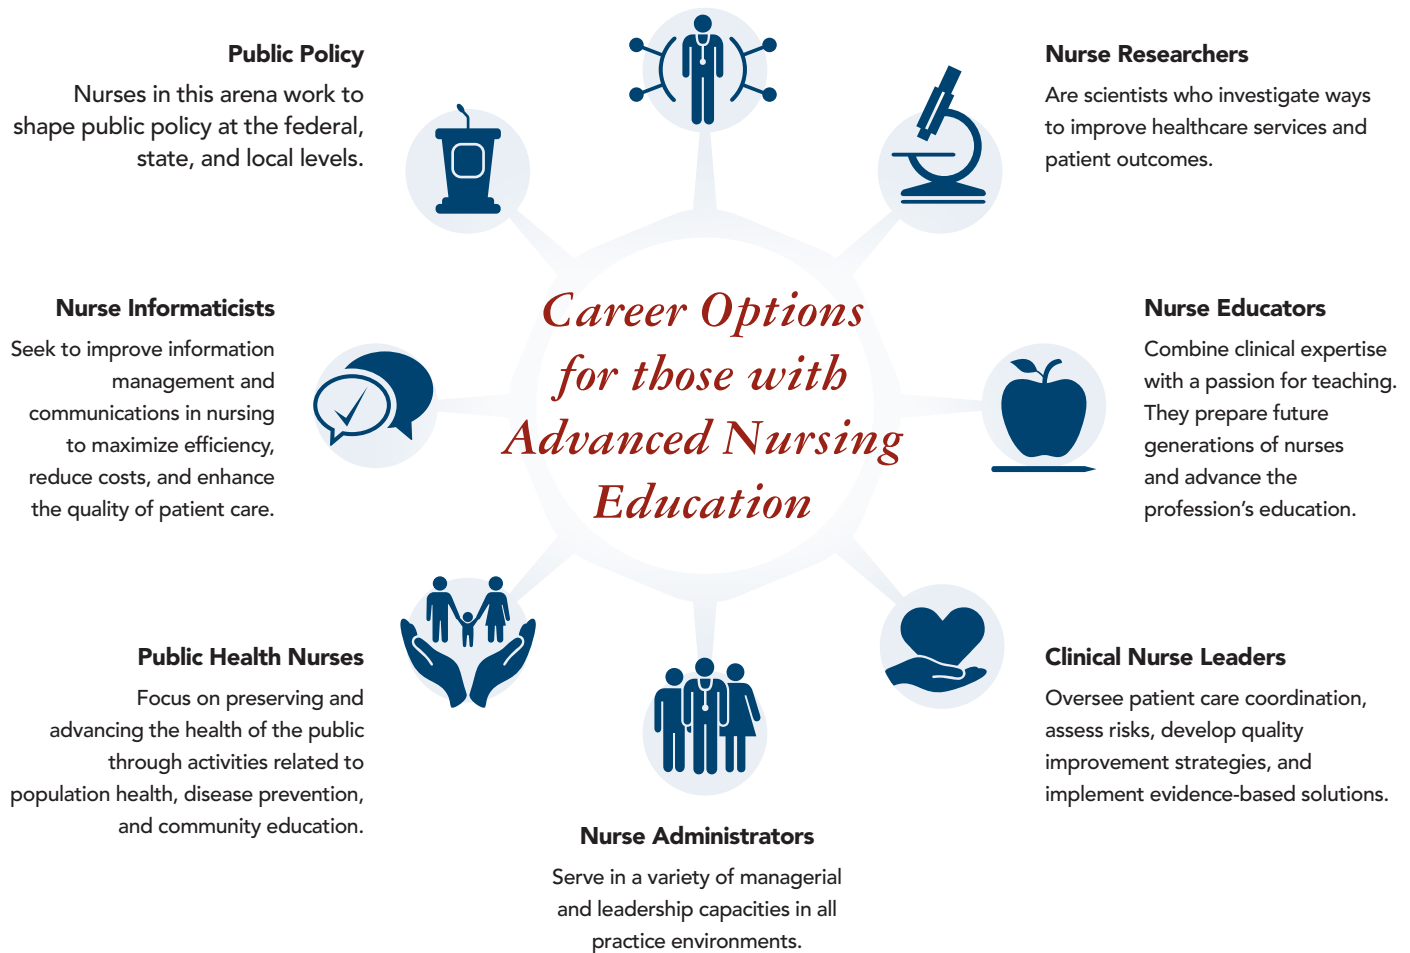 Public Policy
Nurses in this arena work to
shape public policy at the federal,
state, and local levels.
Nurse Researchers
Are scientists who investigate ways
to improve healthcare services and
patient outcomes.
Nurse Informaticists
Seek to improve information
management and
communications in nursing
to maximize efficiency,
reduce costs, and enhance
the quality of patient care.
Career Options
for those with
Advanced Nursing
Education
Nurse Educators
Combine clinical expertise
with a passion for teaching.
They prepare future
generations of nurses
and advance the
profession’s education.
Public Health Nurses
Focus on preserving and
advancing the health of the public
through activities related to
population health, disease prevention,
and community education.
Clinical Nurse Leaders
Oversee patient care coordination,
assess risks, develop quality
improvement strategies, and
implement evidence-based solutions.
Nurse Administrators
Serve in a variety of managerial
and leadership capacities in all
practice environments.